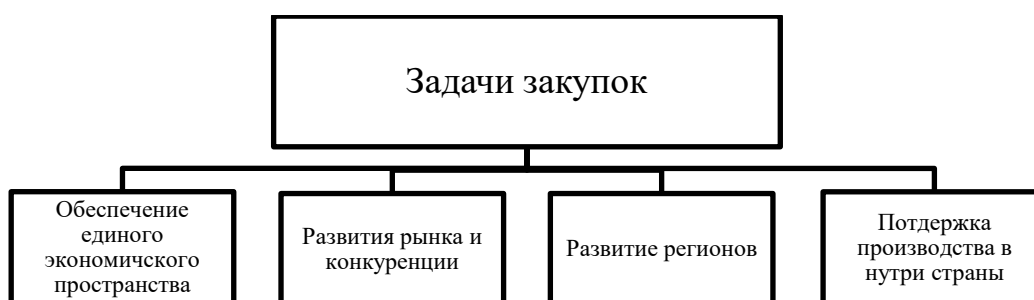 Задачи закупок
Обеспечение
единого
экономичского
пространства
Развития рынка и
конкуренции
Развитие регионов
Потдержка
производства в
нутри страны